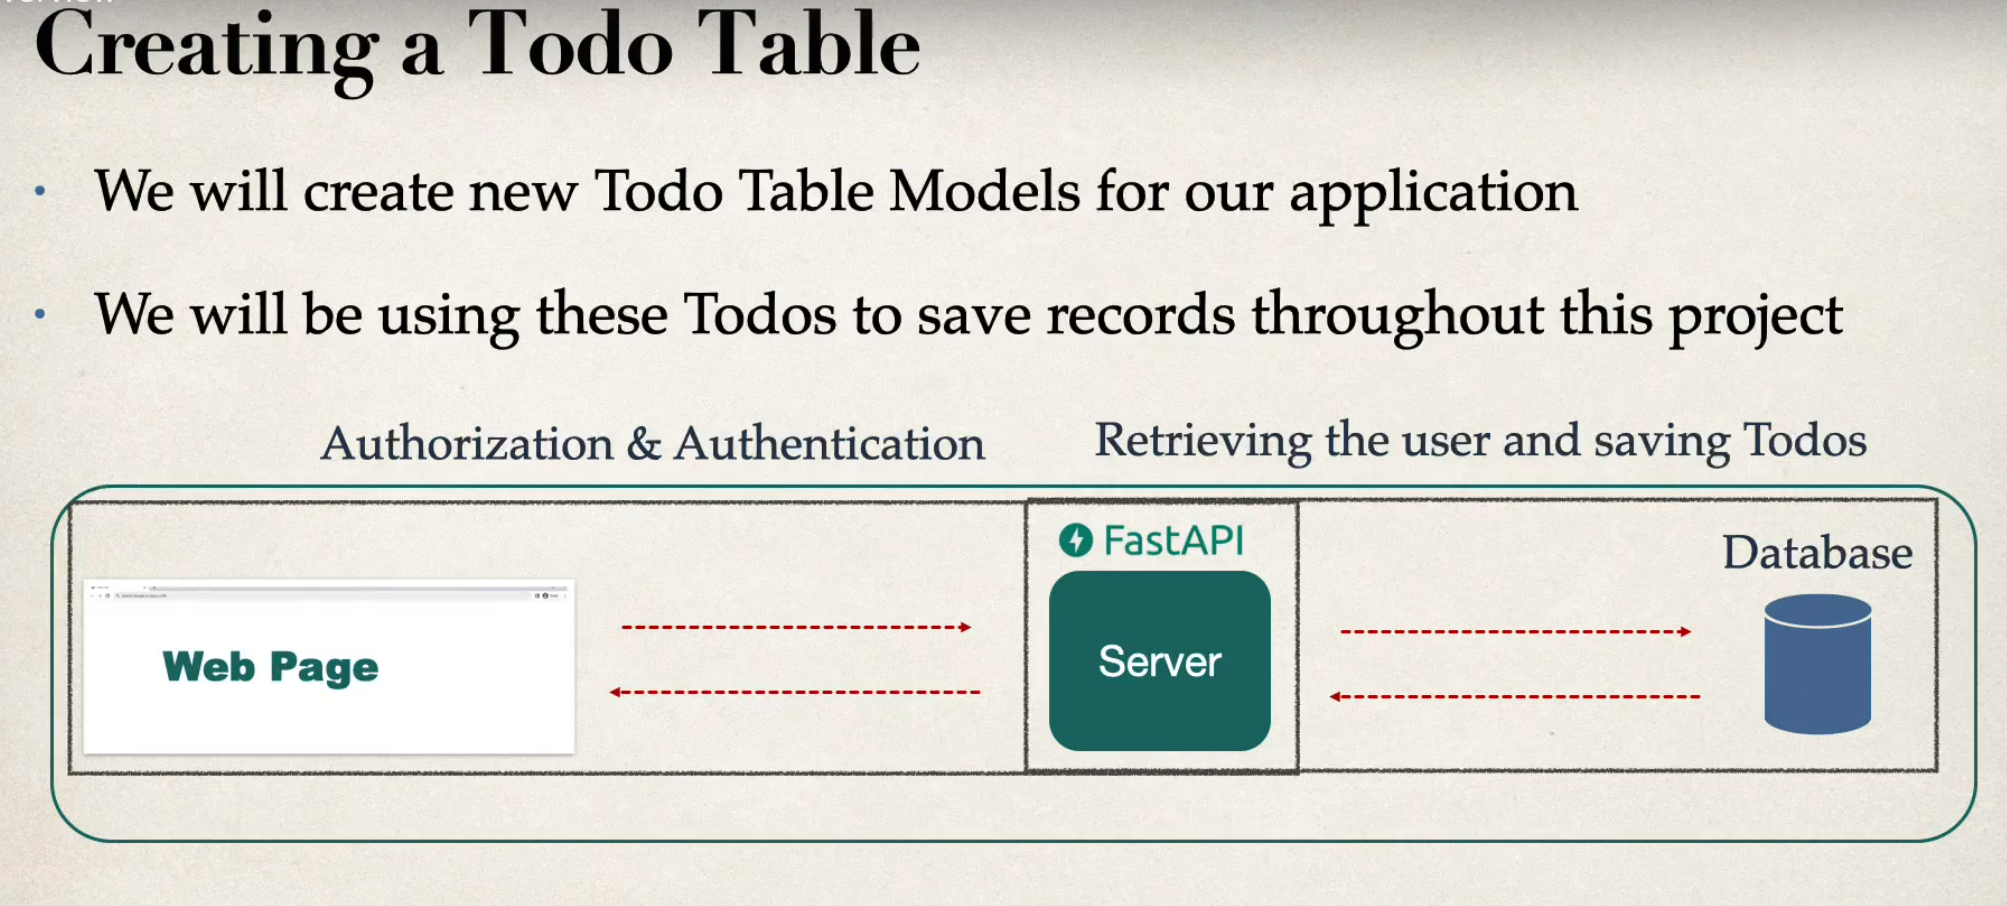 Creating a Todo Table
We will create new Todo Table Models for our application
We will be using these Todos to save records throughout this project
Authorization & Authentication
Retrieving the user and saving Todos
FastAPI
Database
Web Page
Server